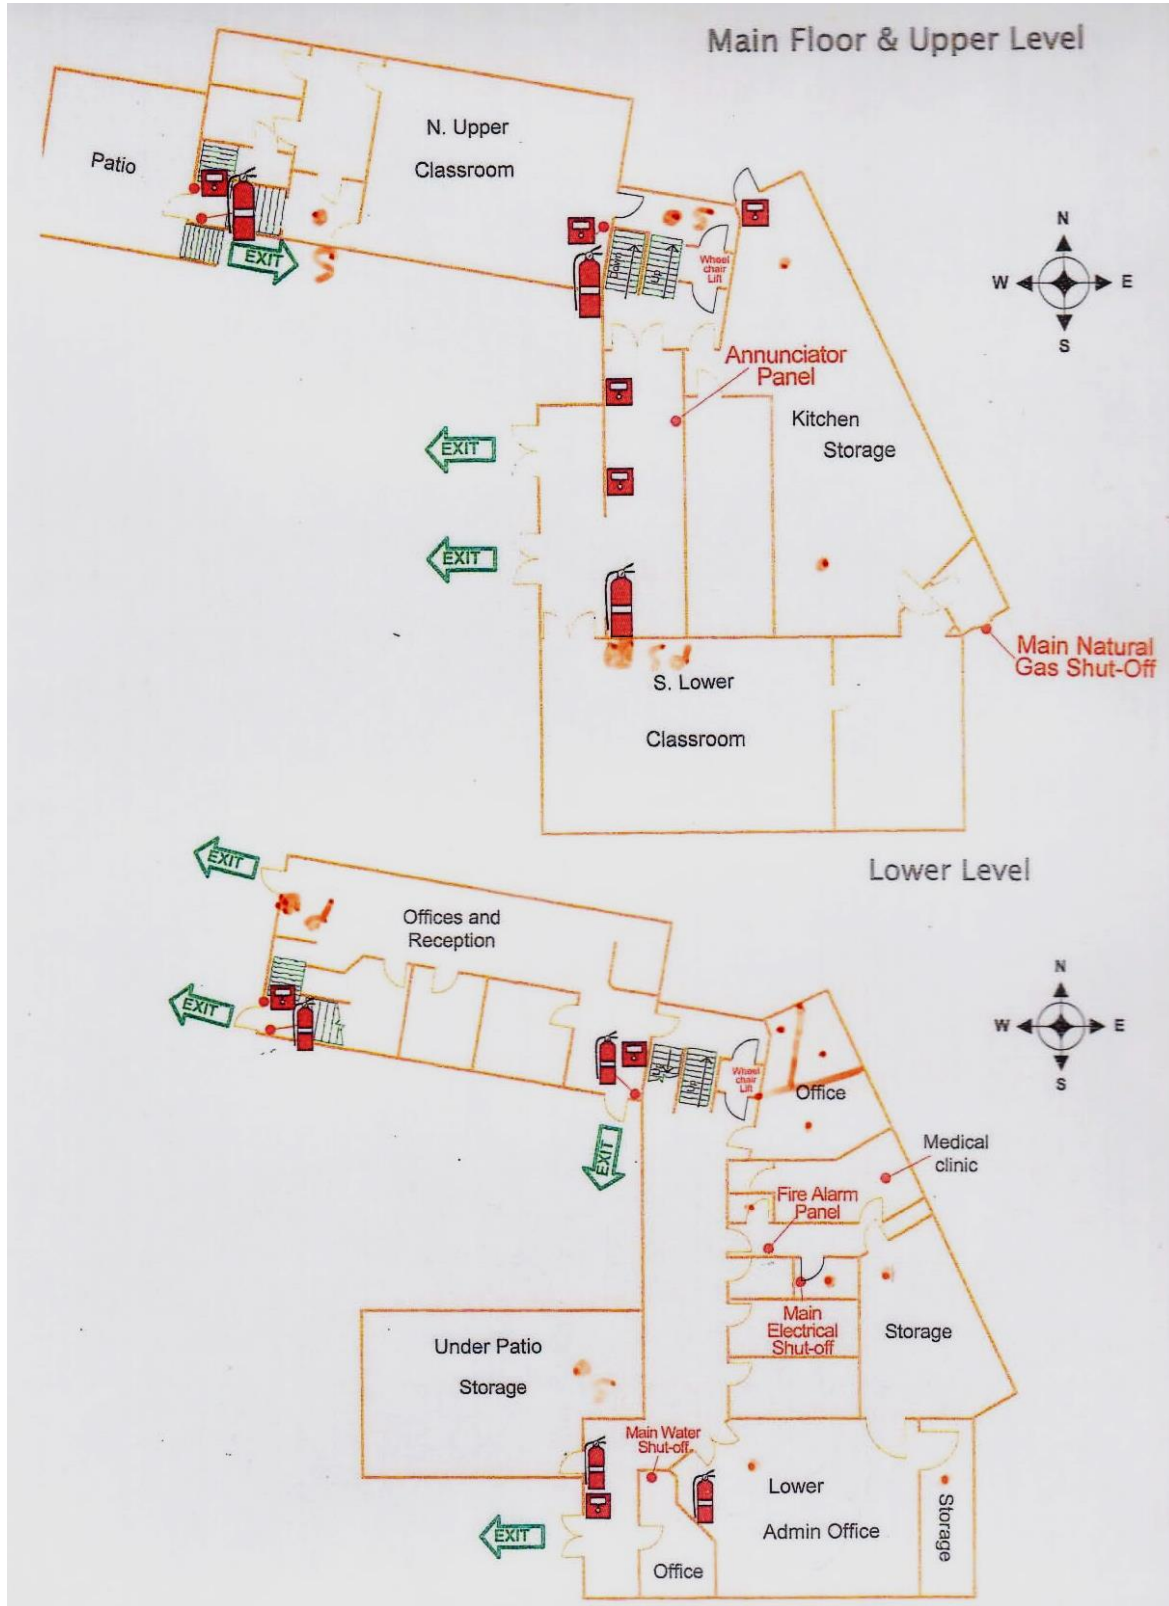 Main Floor & Upper Level
N. Upper
Classroom
Patio
EXIT
Down
Up
Wheel
chair
Lift
N
W
E
S
Annunciator
Panel
Kitchen
Storage
EXIT
EXIT
Main Natural
Gas Shut-Off
S. Lower
Classroom
Lower Level
EXIT
Offices and
Reception
EXIT
N
W
E
S
Up
Up
Wheel
chair
Lift
Office
EXIT
Medical
clinic
Fire Alarm
Panel
Main
Electrical
Shut-off
Storage
Under Patio
Storage
Main Water
Shut-off
Lower
Admin Office
Storage
EXIT
Office